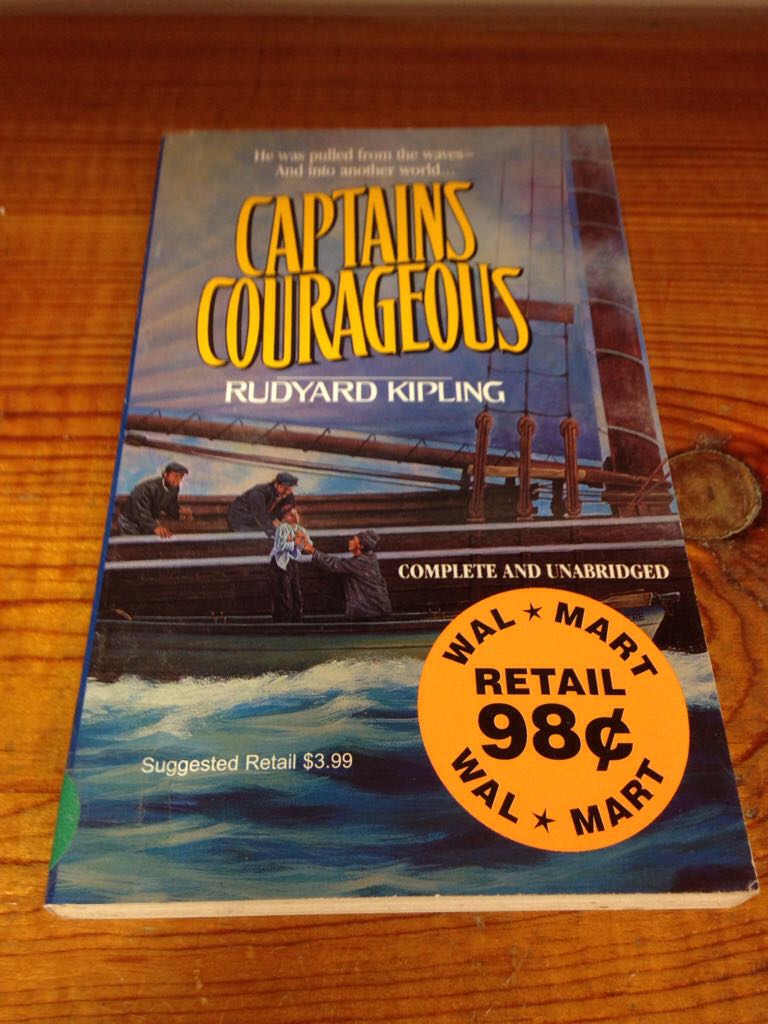 He was pulled from the waves–
And into another world...
CAPTAINS
COURAGEOUS
RUDYARD KIPLING
COMPLETE AND UNABRIDGED
WAL ★ MART
RETAIL
98¢
WAL ★ MART
Suggested Retail $3.99